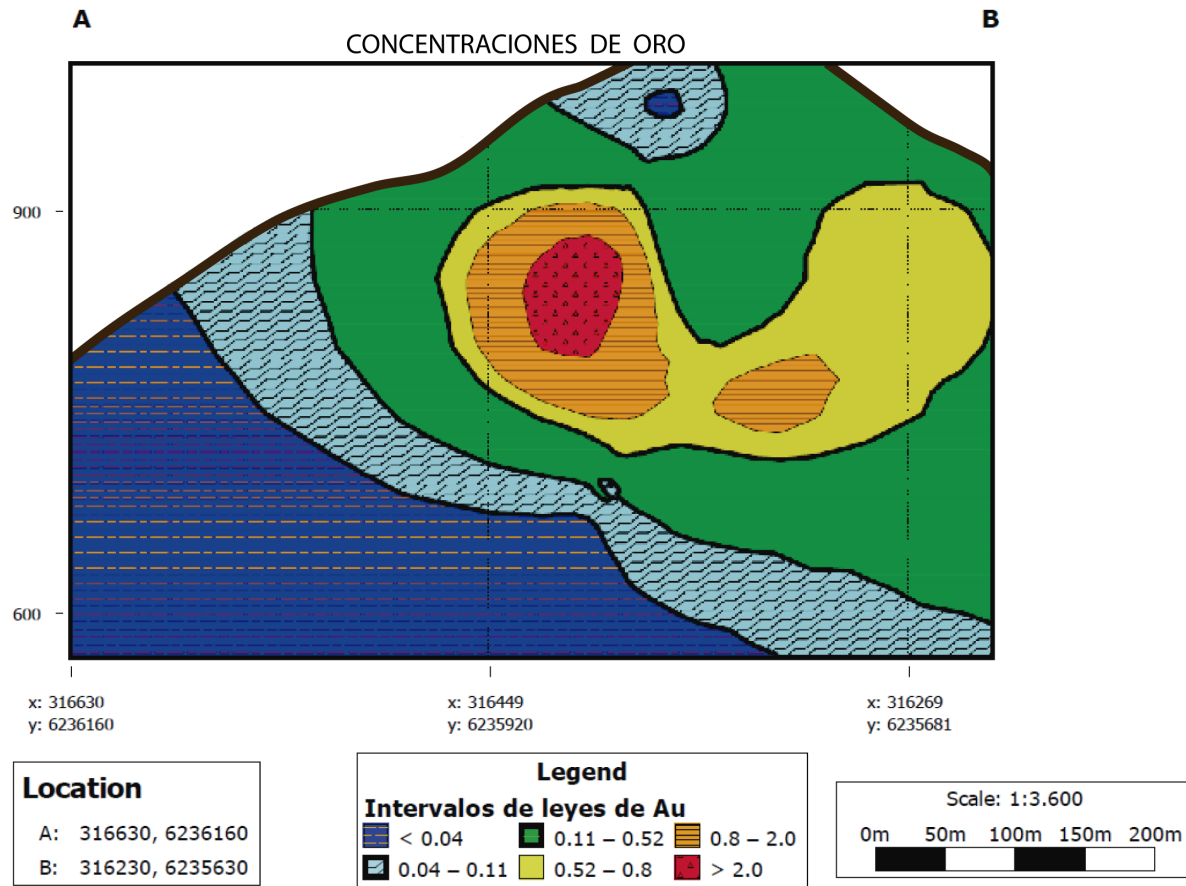 A B
CONCENTRACIONES DE ORO
900
600
x: 316630 x: 316449 x: 316269
y: 6236160 y: 6235920 y: 6235681
Location
A: 316630, 6236160
B: 316230, 6235630
Legend
Intervalos de leyes de Au
< 0.04 0.11 – 0.52 0.8 – 2.0
0.04 – 0.11 0.52 – 0.8 > 2.0
Scale: 1:3.600
0m 50m 100m 150m 200m